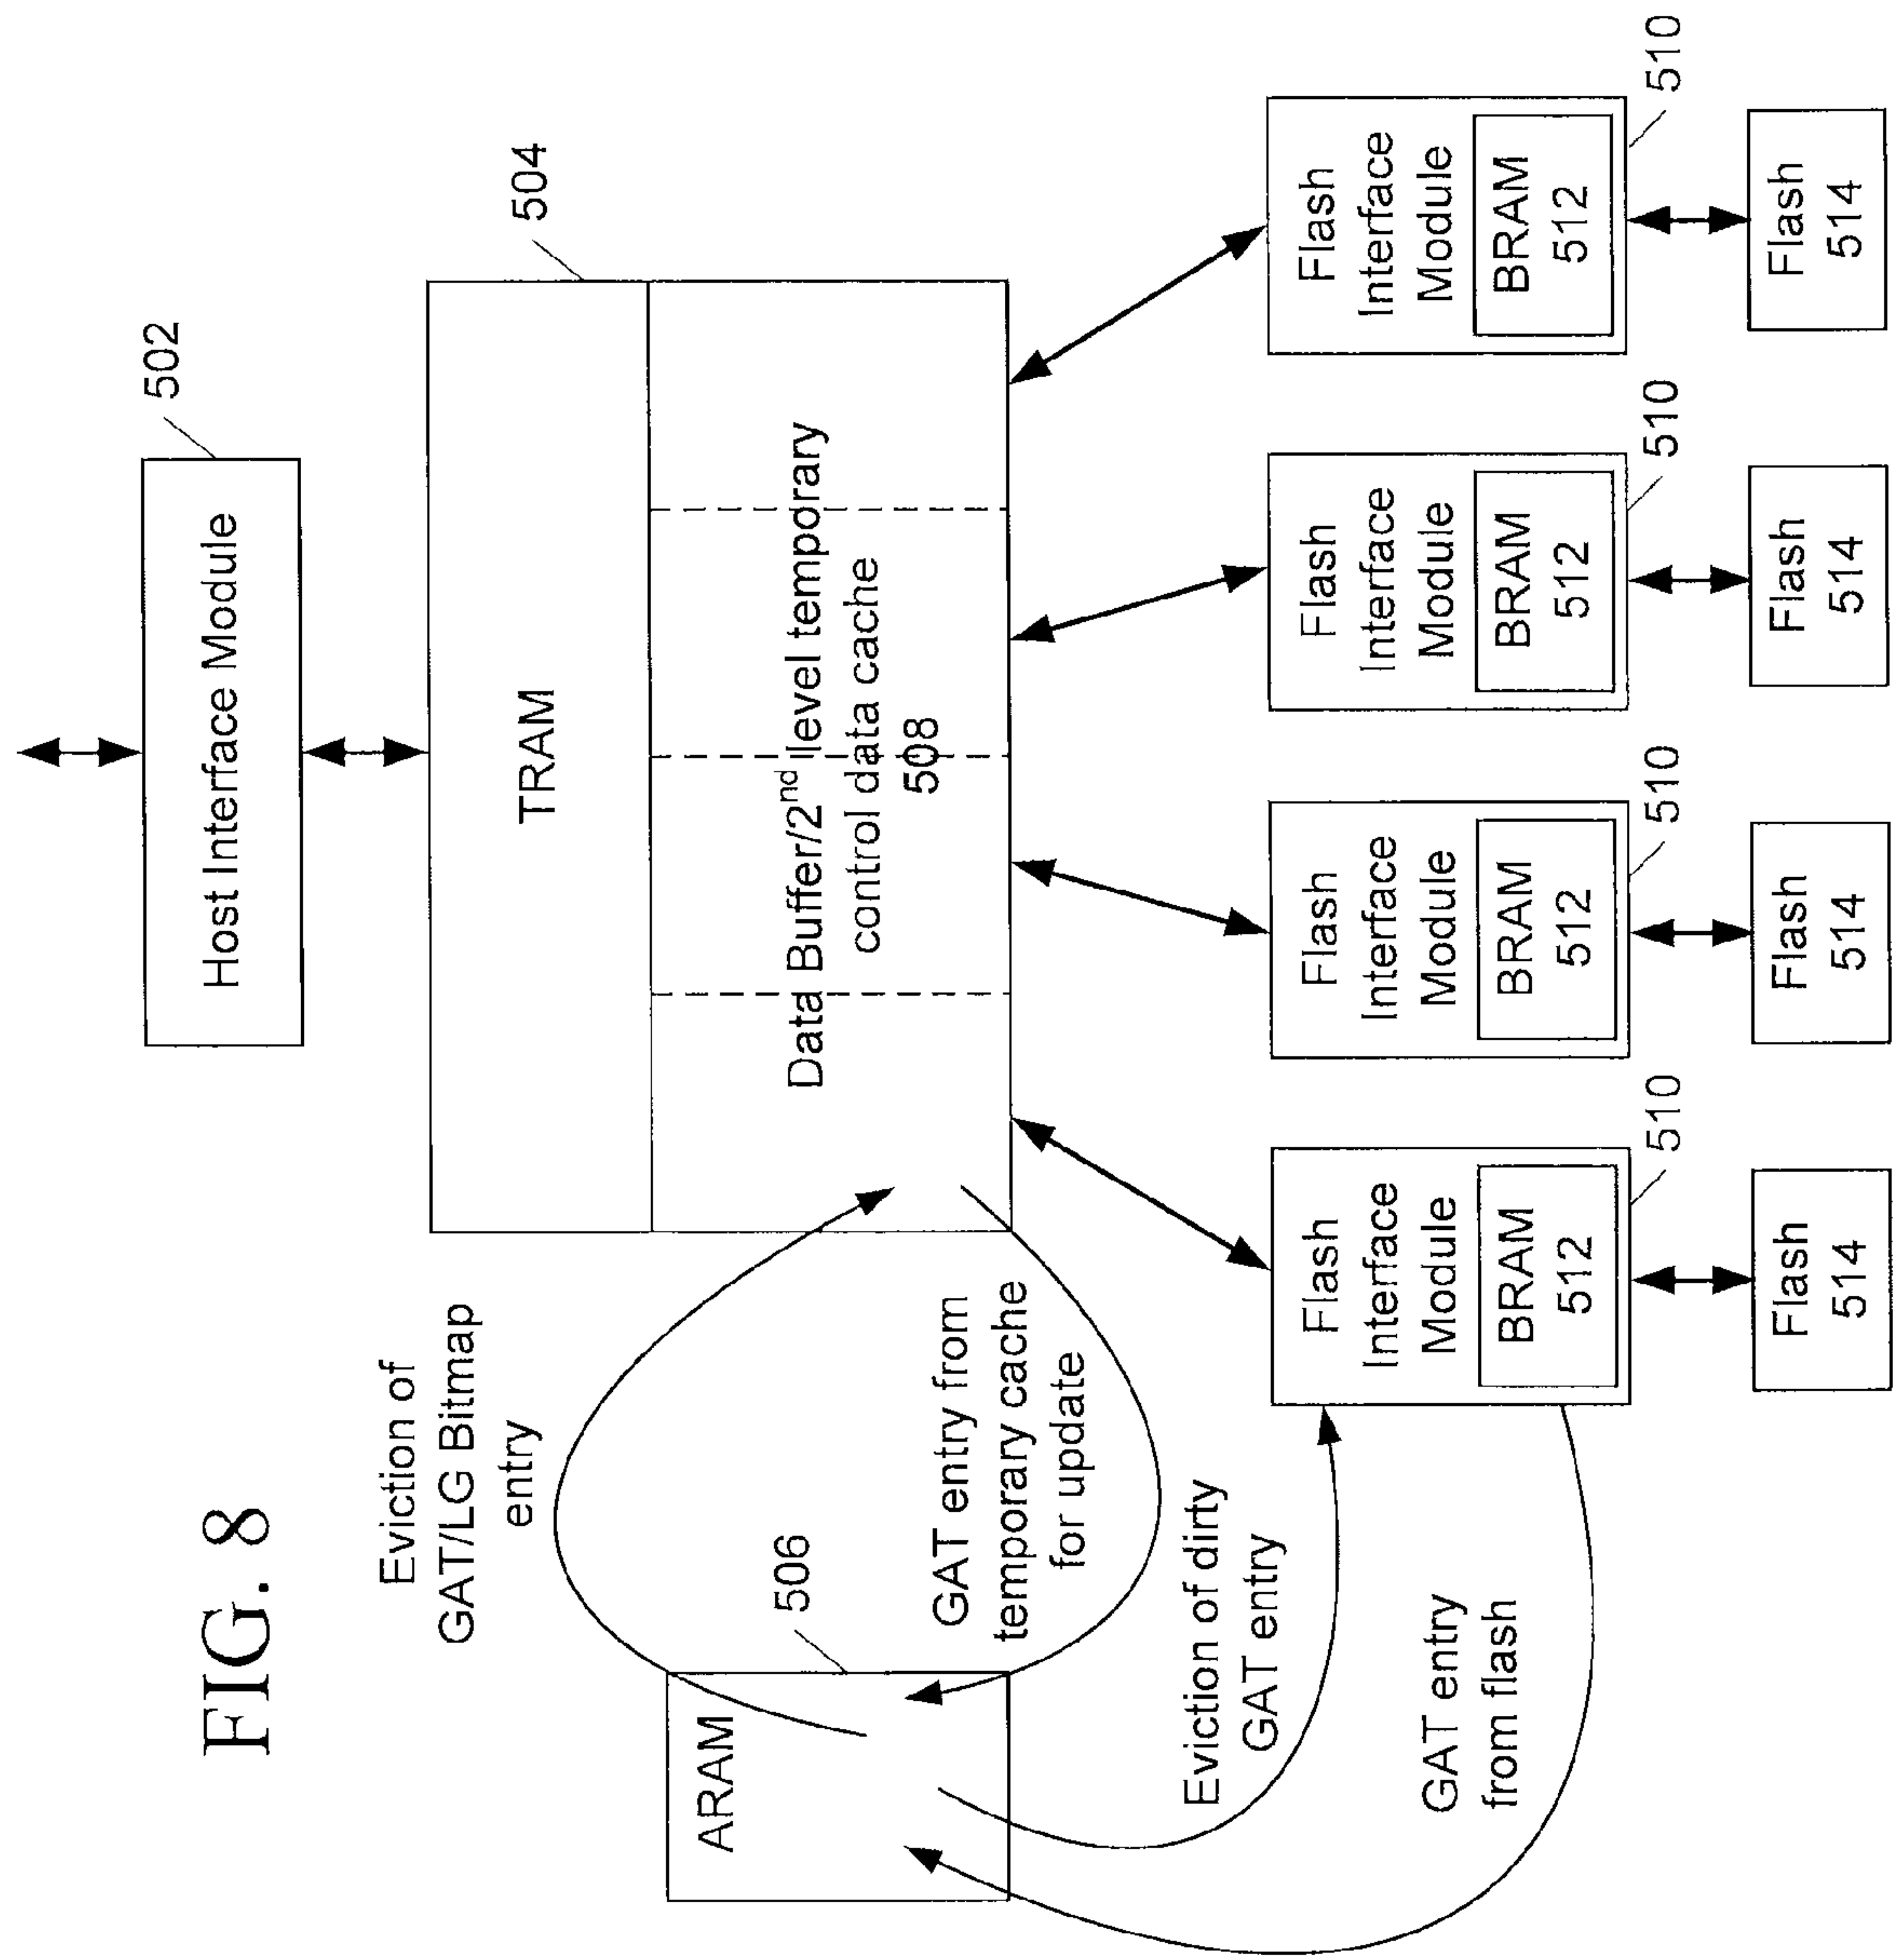 FIG. 8
502
Host Interface Module
504
TRAM
Data Buffer/2nd level temporary
control data cache
508
Eviction of
GAT/LG Bitmap
entry
506
ARAM
GAT entry from
temporary cache
for update
Eviction of dirty
GAT entry
GAT entry
from flash
Flash
Interface
Module
BRAM
512
510
Flash
514
Flash
Interface
Module
BRAM
512
510
Flash
514
Flash
Interface
Module
BRAM
512
510
Flash
514
Flash
Interface
Module
BRAM
512
510
Flash
514